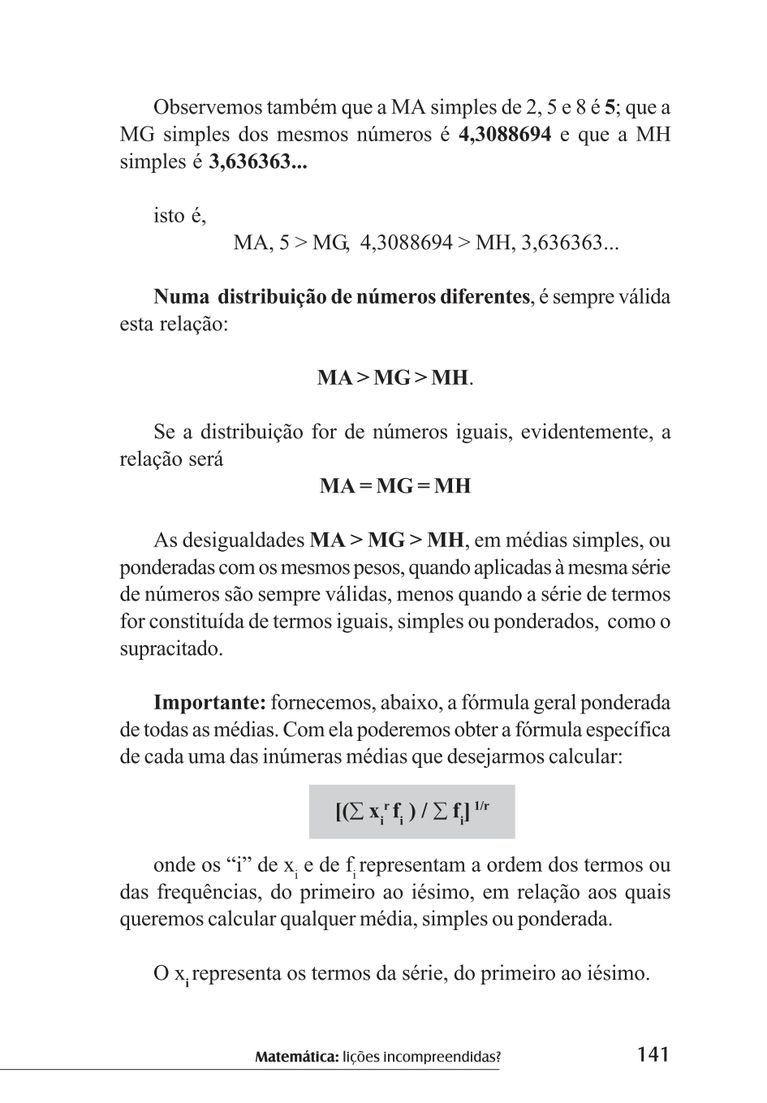 Observemos também que a MA simples de 2, 5 e 8 é 5; que a
MG simples dos mesmos números é 4,3088694 e que a MH
simples é 3,636363...
isto é,
MA, 5 > MG, 4,3088694 > MH, 3,636363...
Numa distribuição de números diferentes, é sempre válida
esta relação:
MA > MG > MH.
Se a distribuição for de números iguais, evidentemente, a
relação será
MA = MG = MH
As desigualdades MA > MG > MH, em médias simples, ou
ponderadas com os mesmos pesos, quando aplicadas à mesma série
de números são sempre válidas, menos quando a série de termos
for constituída de termos iguais, simples ou ponderados, como o
supracitado.
Importante: fornecemos, abaixo, a fórmula geral ponderada
de todas as médias. Com ela poderemos obter a fórmula específica
de cada uma das inúmeras médias que desejarmos calcular:
[(∑ xᵢʳ fᵢ ) / ∑ fᵢ] ¹/ʳ
onde os “i” de xᵢ e de fᵢ representam a ordem dos termos ou
das frequências, do primeiro ao iésimo, em relação aos quais
queremos calcular qualquer média, simples ou ponderada.
O xᵢ representa os termos da série, do primeiro ao iésimo.
Matemática: lições incompreendidas? 141